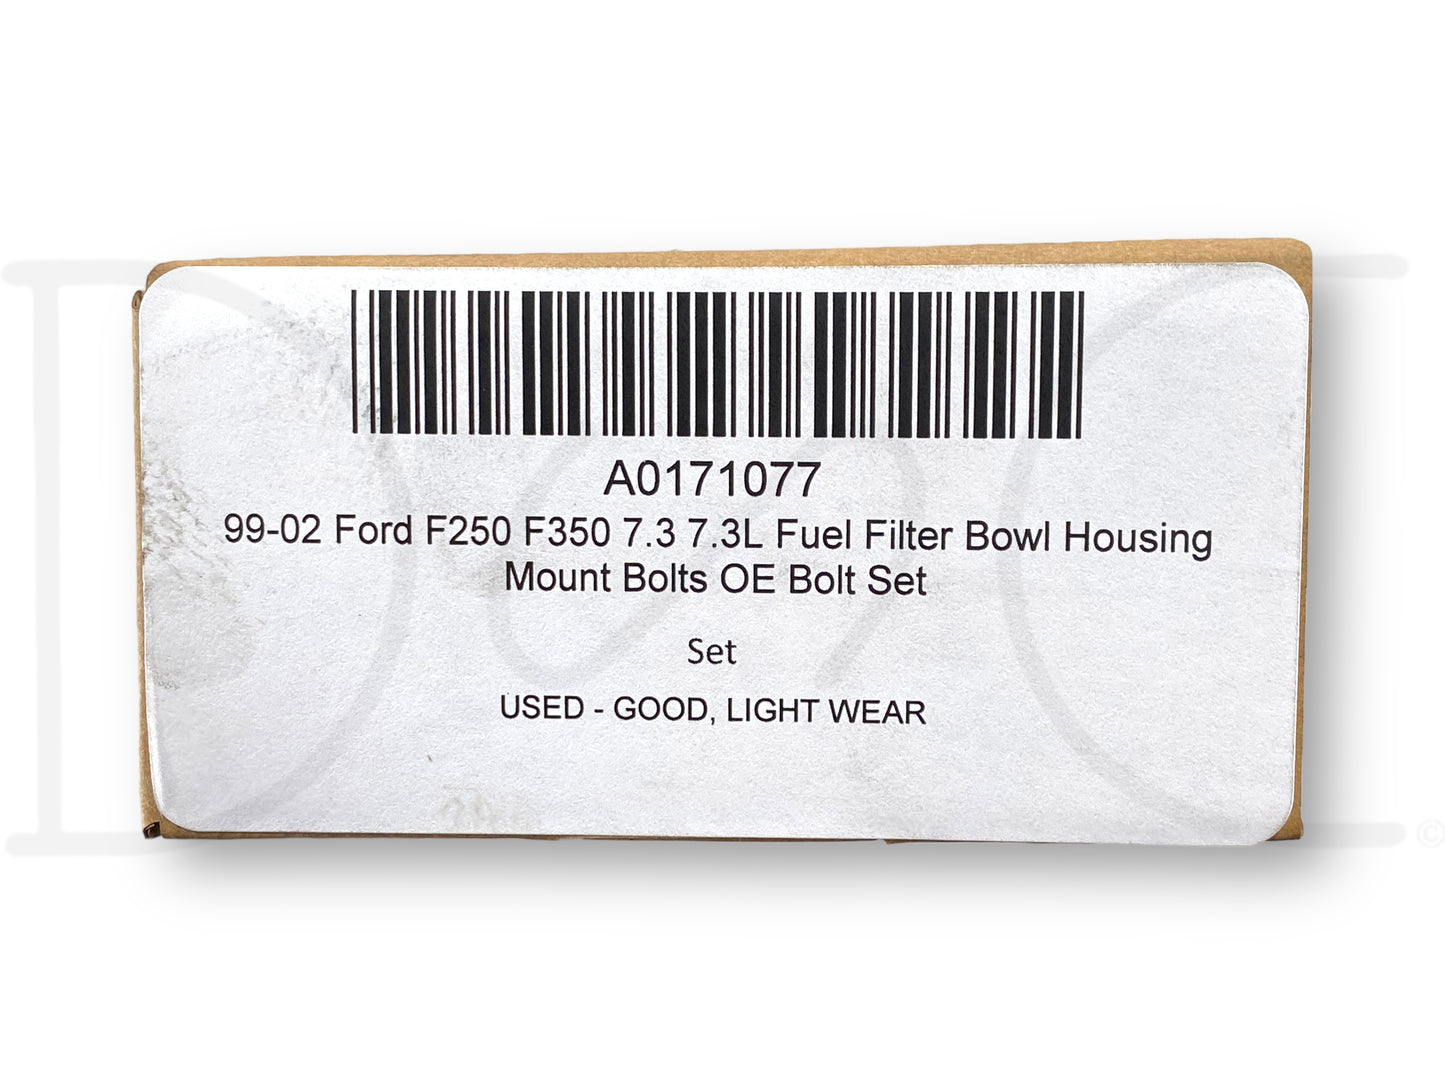 A0171077
99-02 Ford F250 F350 7.3 7.3L Fuel Filter Bowl Housing
Mount Bolts OE Bolt Set
Set
USED - GOOD, LIGHT WEAR
©